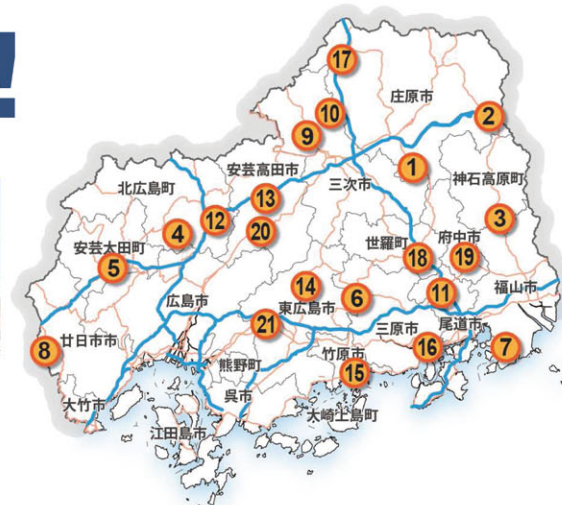 !
17
庄原市
2
10
9
1
安芸高田市
三次市
神石高原町
北広島町
13
12
3
4
20
世羅町
府中市
安芸太田町
18
19
5
14
6
11
福山市
広島市
東広島市
21
三原市
尾道市
8
廿日市市
16
7
熊野町
竹原市
15
呉市
大竹市
大崎上島町
江田島市